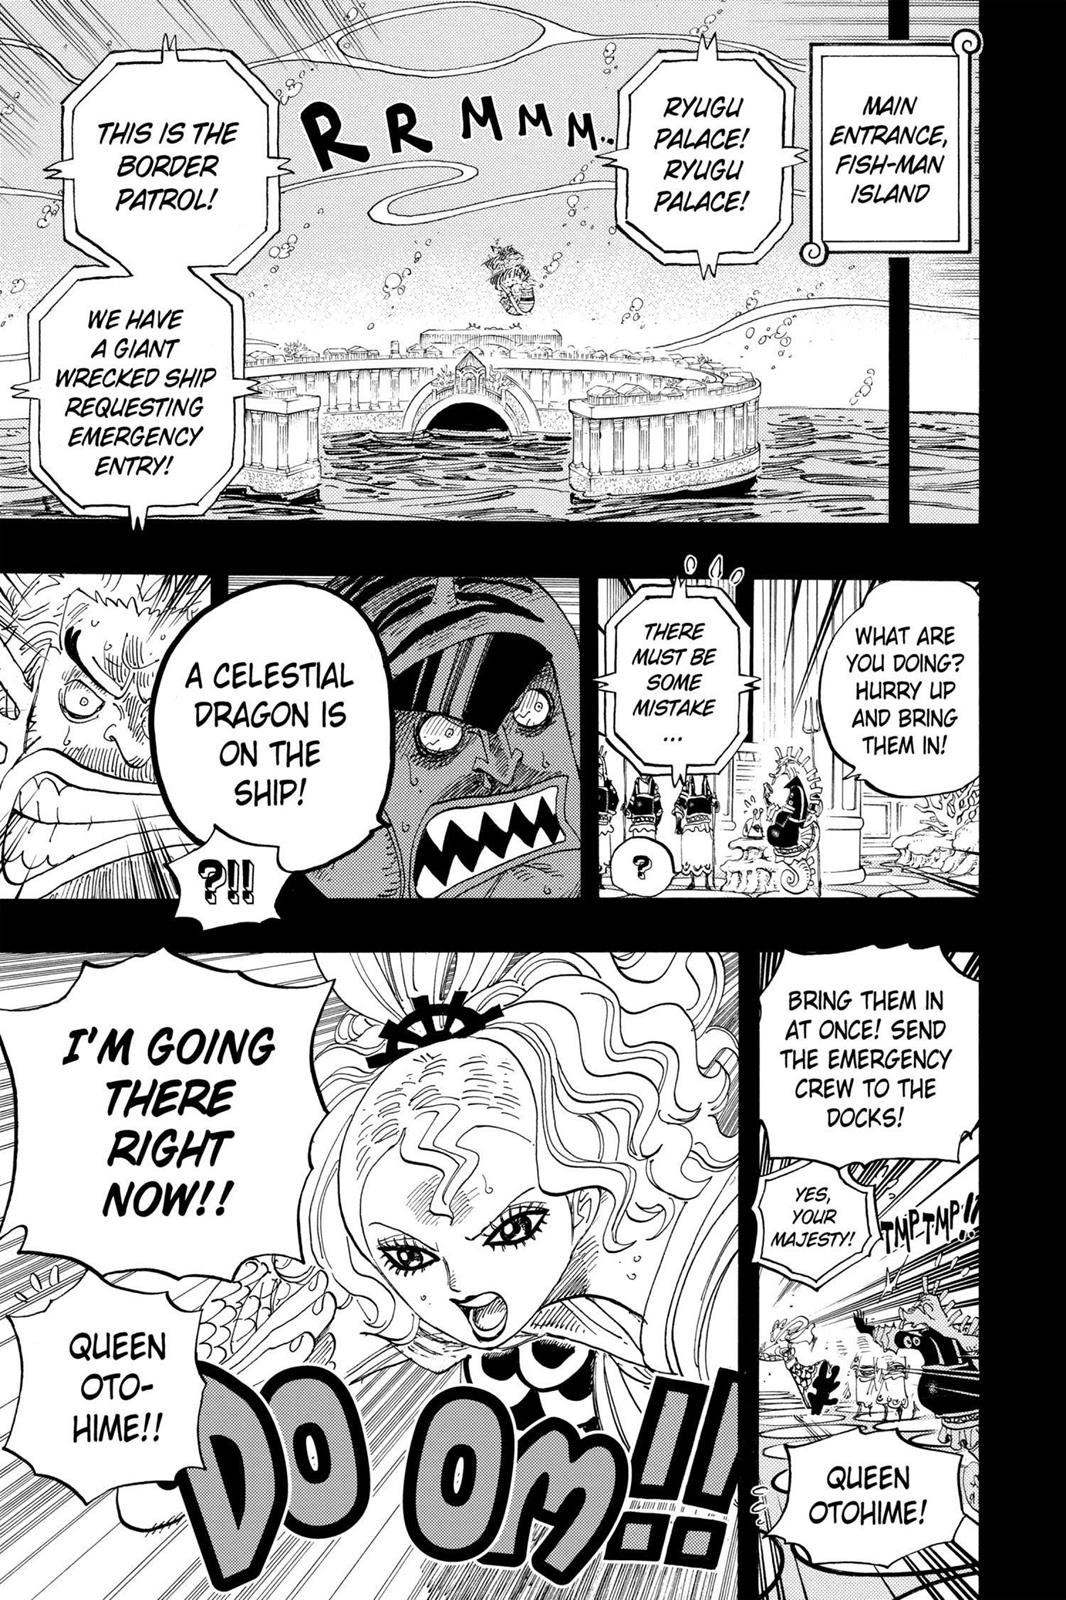 MAIN
ENTRANCE,
FISH-MAN
ISLAND
RYUGU
PALACE!
RYUGU
PALACE!
RRMMM..
THIS IS THE
BORDER
PATROL!
WE HAVE
A GIANT
WRECKED SHIP
REQUESTING
EMERGENCY
ENTRY!
WHAT ARE
YOU DOING?
HURRY UP
AND BRING
THEM IN!
THERE
MUST BE
SOME
MISTAKE
...
?
A CELESTIAL
DRAGON IS
ON THE
SHIP!
?!!
BRING THEM IN
AT ONCE! SEND
THE EMERGENCY
CREW TO THE
DOCKS!
YES,
YOUR
MAJESTY!
TMP TMP!!
QUEEN
OTOHIME!
I'M GOING
THERE
RIGHT
NOW!!
QUEEN
OTO-
HIME!!
DOOM!!